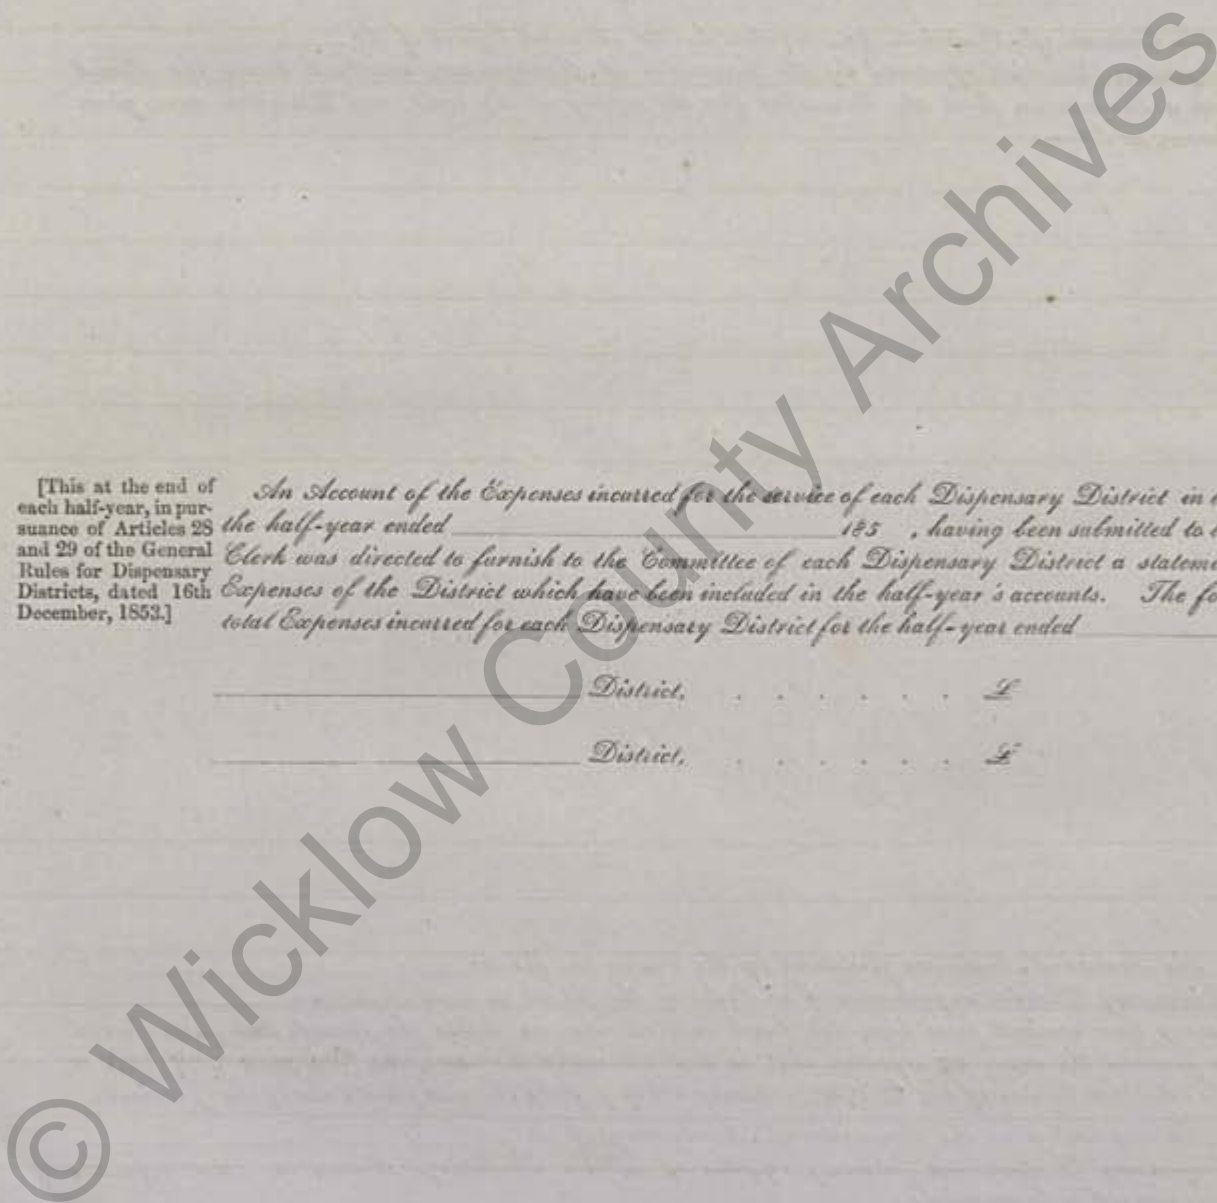 [This at the end of
each half-year, in pur-
suance of Articles 28
and 29 of the General
Rules for Dispensary
Districts, dated 16th
December, 1853.]
An Account of the Expenses incurred for the service of each Dispensary District in
the half-year ended 185 , having been submitted to
Clerk was directed to furnish to the Committee of each Dispensary District a stateme
Expenses of the District which have been included in the half-year's accounts. The fo
total Expenses incurred for each Dispensary District for the half-year ended
District, . . . . . . £
District, . . . . . . £
© Wicklow County Archives